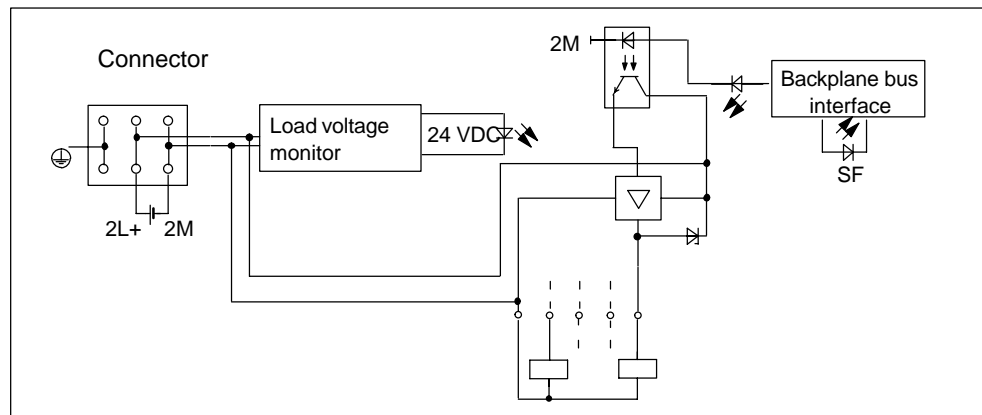 2M
Connector
Backplane bus
interface
Load voltage
monitor
24 VDC
SF
2L+ 2M